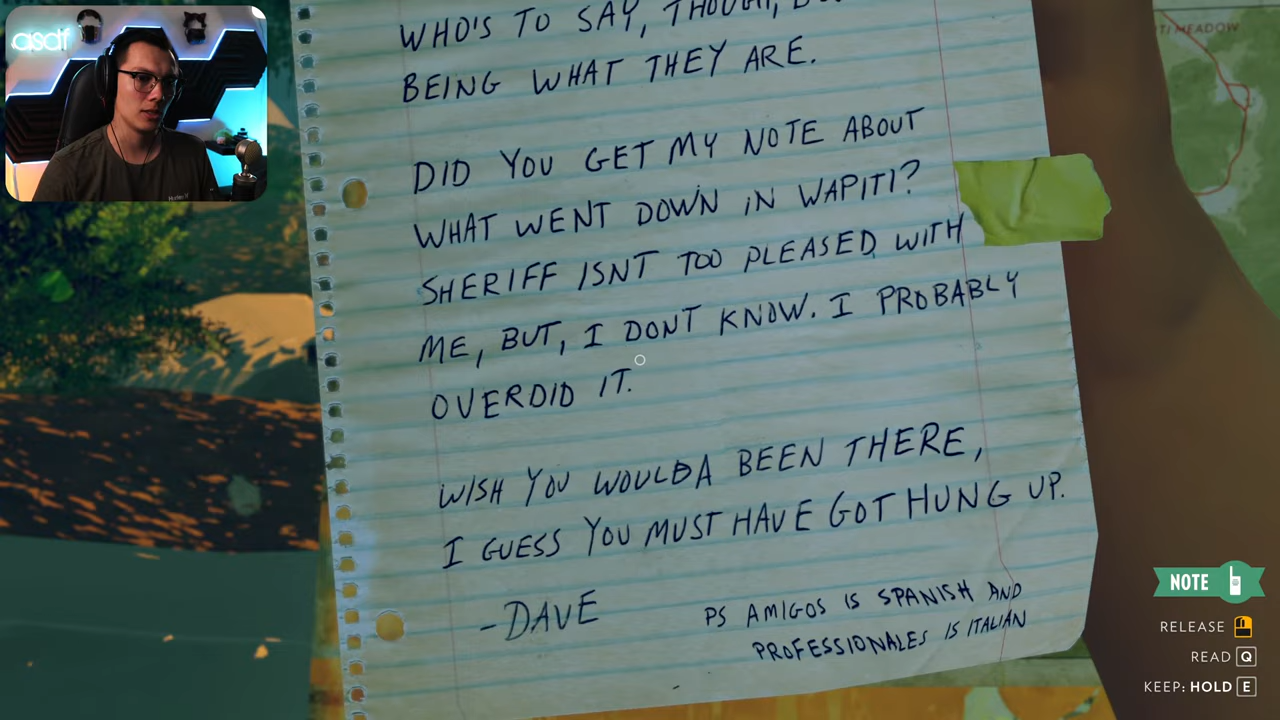 asdf
WHO'S TO SAY, THOUGH,
BEING WHAT THEY ARE.
DID YOU GET MY NOTE ABOUT
WHAT WENT DOWN IN WAPITI?
SHERIFF ISNT TOO PLEASED WITH
ME, BUT, I DONT KNOW. I PROBABLY
OVERDID IT.
WISH YOU WOULDA BEEN THERE,
I GUESS YOU MUST HAVE GOT HUNG UP.
-DAVE
PS AMIGOS IS SPANISH AND
PROFESSIONALES IS ITALIAN
TI MEADOW
NOTE
RELEASE
READ Q
KEEP: HOLD E